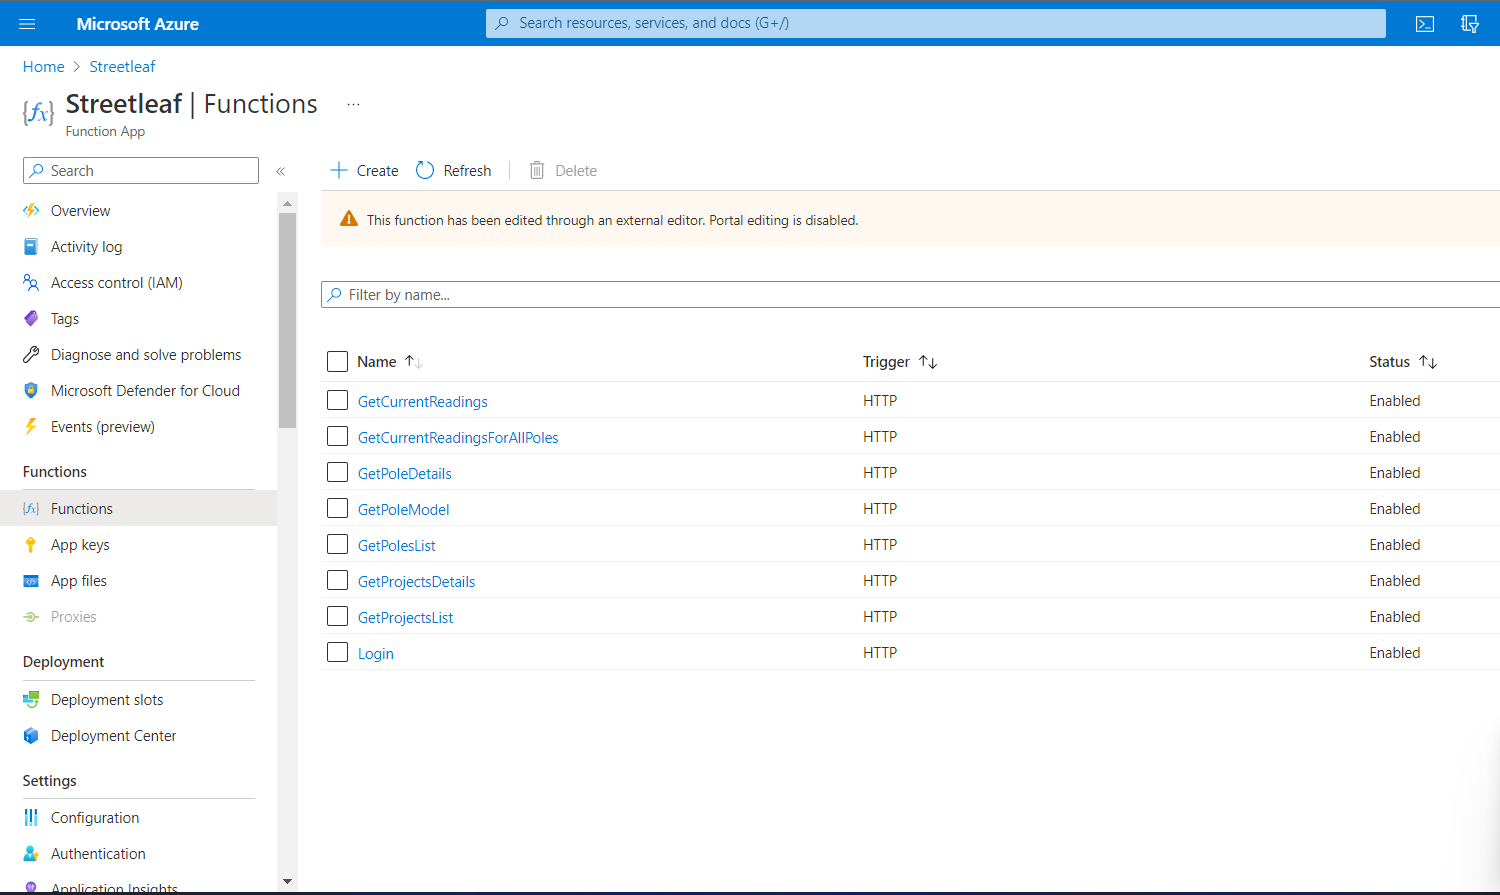 Microsoft Azure
Search resources, services, and docs (G+/)
Home > Streetleaf
{fx} Streetleaf | Functions ...
Function App
Search «
Overview
Activity log
Access control (IAM)
Tags
Diagnose and solve problems
Microsoft Defender for Cloud
Events (preview)
Functions
{fx} Functions
App keys
App files
Proxies
Deployment
Deployment slots
Deployment Center
Settings
Configuration
Authentication
Application Insights
+ Create Refresh | Delete
This function has been edited through an external editor. Portal editing is disabled.
Filter by name...
Name ↑↓ Trigger ↑↓ Status ↑↓
GetCurrentReadings HTTP Enabled
GetCurrentReadingsForAllPoles HTTP Enabled
GetPoleDetails HTTP Enabled
GetPoleModel HTTP Enabled
GetPolesList HTTP Enabled
GetProjectsDetails HTTP Enabled
GetProjectsList HTTP Enabled
Login HTTP Enabled